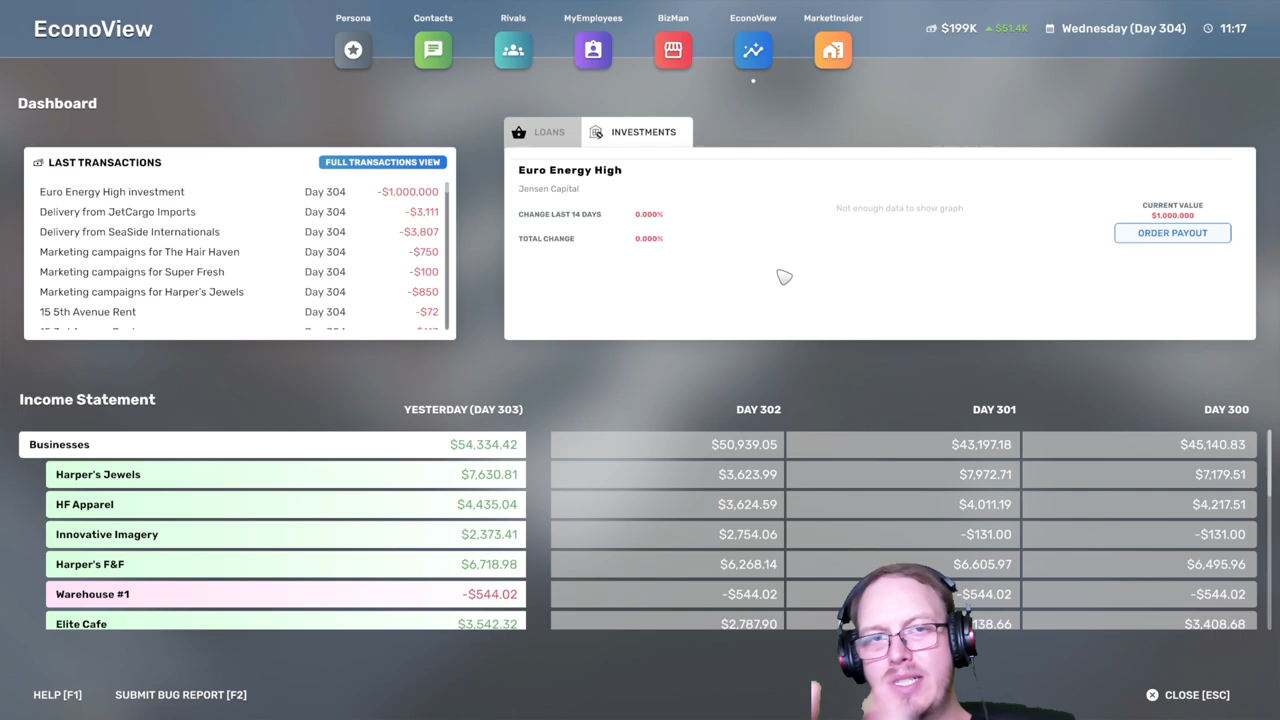 EconoView
Persona
Contacts
Rivals
MyEmployees
BizMan
EconoView
MarketInsider
$199K
$51.4K
Wednesday (Day 304)
11:17
Dashboard
LAST TRANSACTIONS
FULL TRANSACTIONS VIEW
Euro Energy High investment Day 304 -$1,000,000
Delivery from JetCargo Imports Day 304 -$3,111
Delivery from SeaSide Internationals Day 304 -$3,807
Marketing campaigns for The Hair Haven Day 304 -$750
Marketing campaigns for Super Fresh Day 304 -$100
Marketing campaigns for Harper's Jewels Day 304 -$850
15 5th Avenue Rent Day 304 -$72
LOANS
INVESTMENTS
Euro Energy High
Jensen Capital
CHANGE LAST 14 DAYS 0.000%
TOTAL CHANGE 0.000%
Not enough data to show graph
CURRENT VALUE
$1.000.000
ORDER PAYOUT
Income Statement
YESTERDAY (DAY 303) DAY 302 DAY 301 DAY 300
Businesses $54,334.42 $50,939.05 $43,197.18 $45,140.83
Harper's Jewels $7,630.81 $3,623.99 $7,972.71 $7,179.51
HF Apparel $4,435.04 $3,624.59 $4,011.19 $4,217.51
Innovative Imagery $2,373.41 $2,754.06 -$131.00 -$131.00
Harper's F&F $6,718.98 $6,268.14 $6,605.97 $6,495.96
Warehouse #1 -$544.02 -$544.02 -$544.02 -$544.02
Elite Cafe $3,542.32 $2,787.90 $3,408.68
HELP [F1]
SUBMIT BUG REPORT [F2]
CLOSE [ESC]